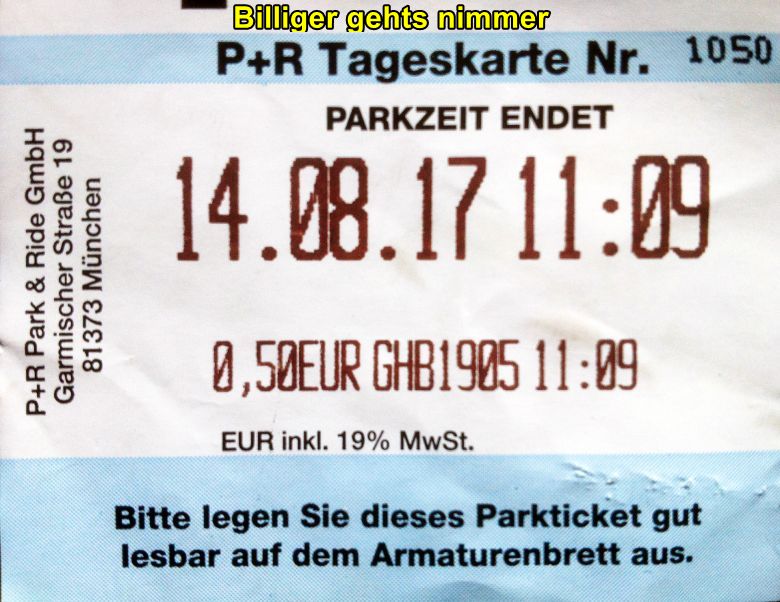 Billiger gehts nimmer
P+R Tageskarte Nr. 1050
PARKZEIT ENDET
14.08.17 11:09
0,50EUR GHB1905 11:09
EUR inkl. 19% MwSt.
P+R Park & Ride GmbH
Garmischer Straße 19
81373 München
Bitte legen Sie dieses Parkticket gut
lesbar auf dem Armaturenbrett aus.